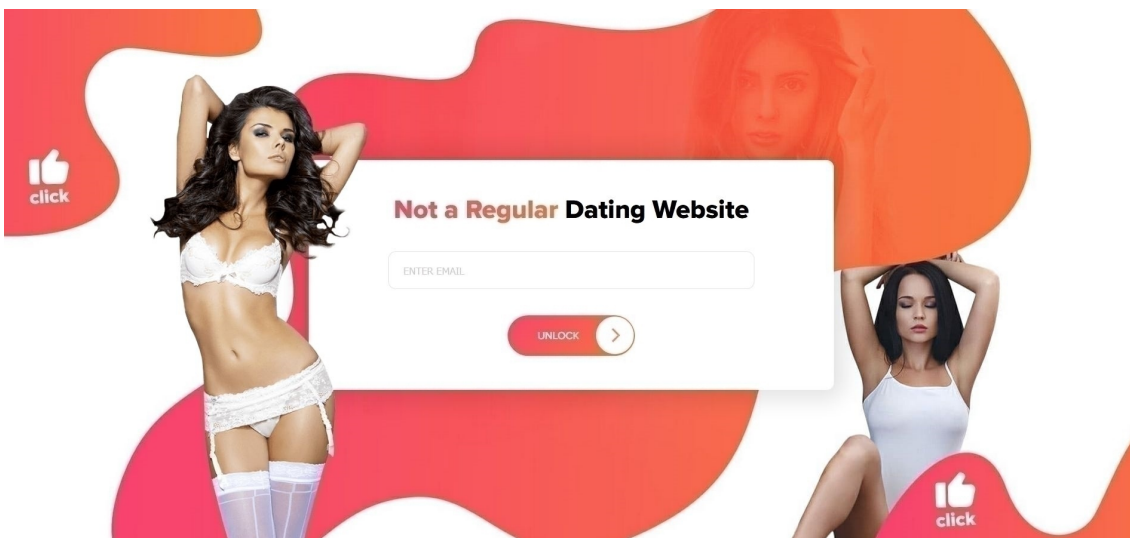 click
Not a Regular Dating Website
ENTER EMAIL
UNLOCK
click